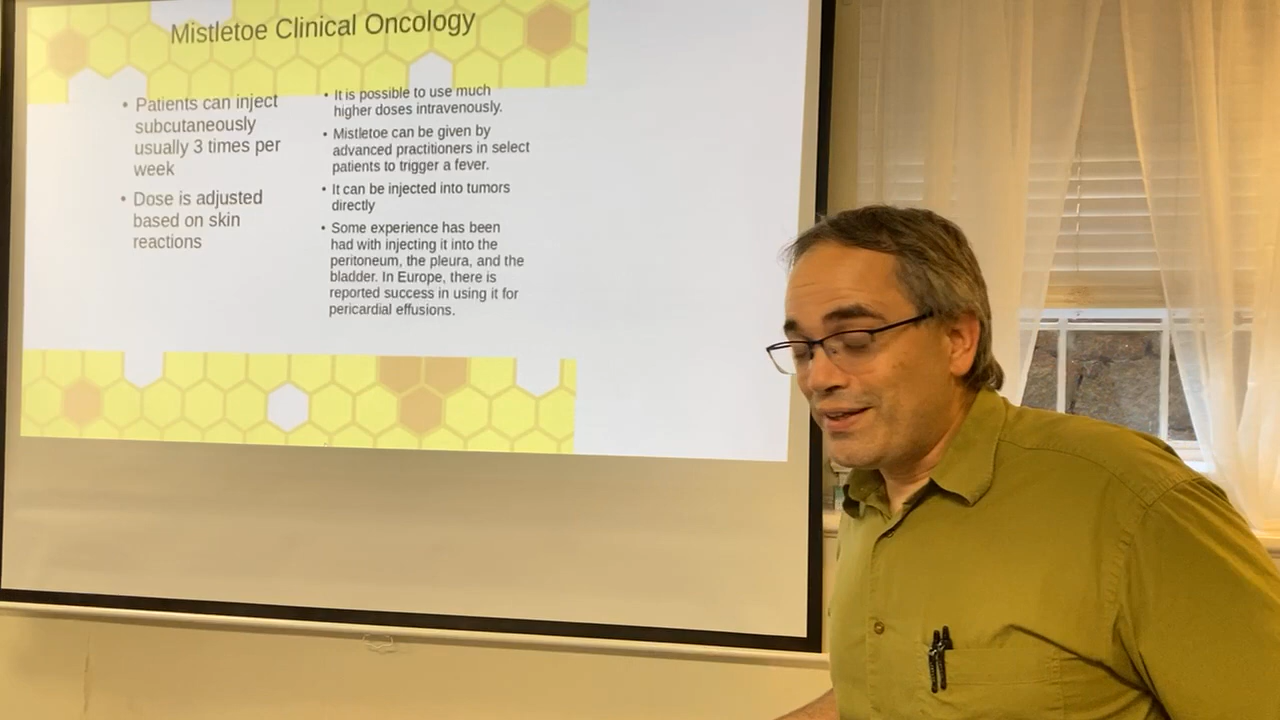 Mistletoe Clinical Oncology
• Patients can inject
subcutaneously
usually 3 times per
week
• Dose is adjusted
based on skin
reactions
• It is possible to use much
higher doses intravenously.
• Mistletoe can be given by
advanced practitioners in select
patients to trigger a fever.
• It can be injected into tumors
directly
• Some experience has been
had with injecting it into the
peritoneum, the pleura, and the
bladder. In Europe, there is
reported success in using it for
pericardial effusions.